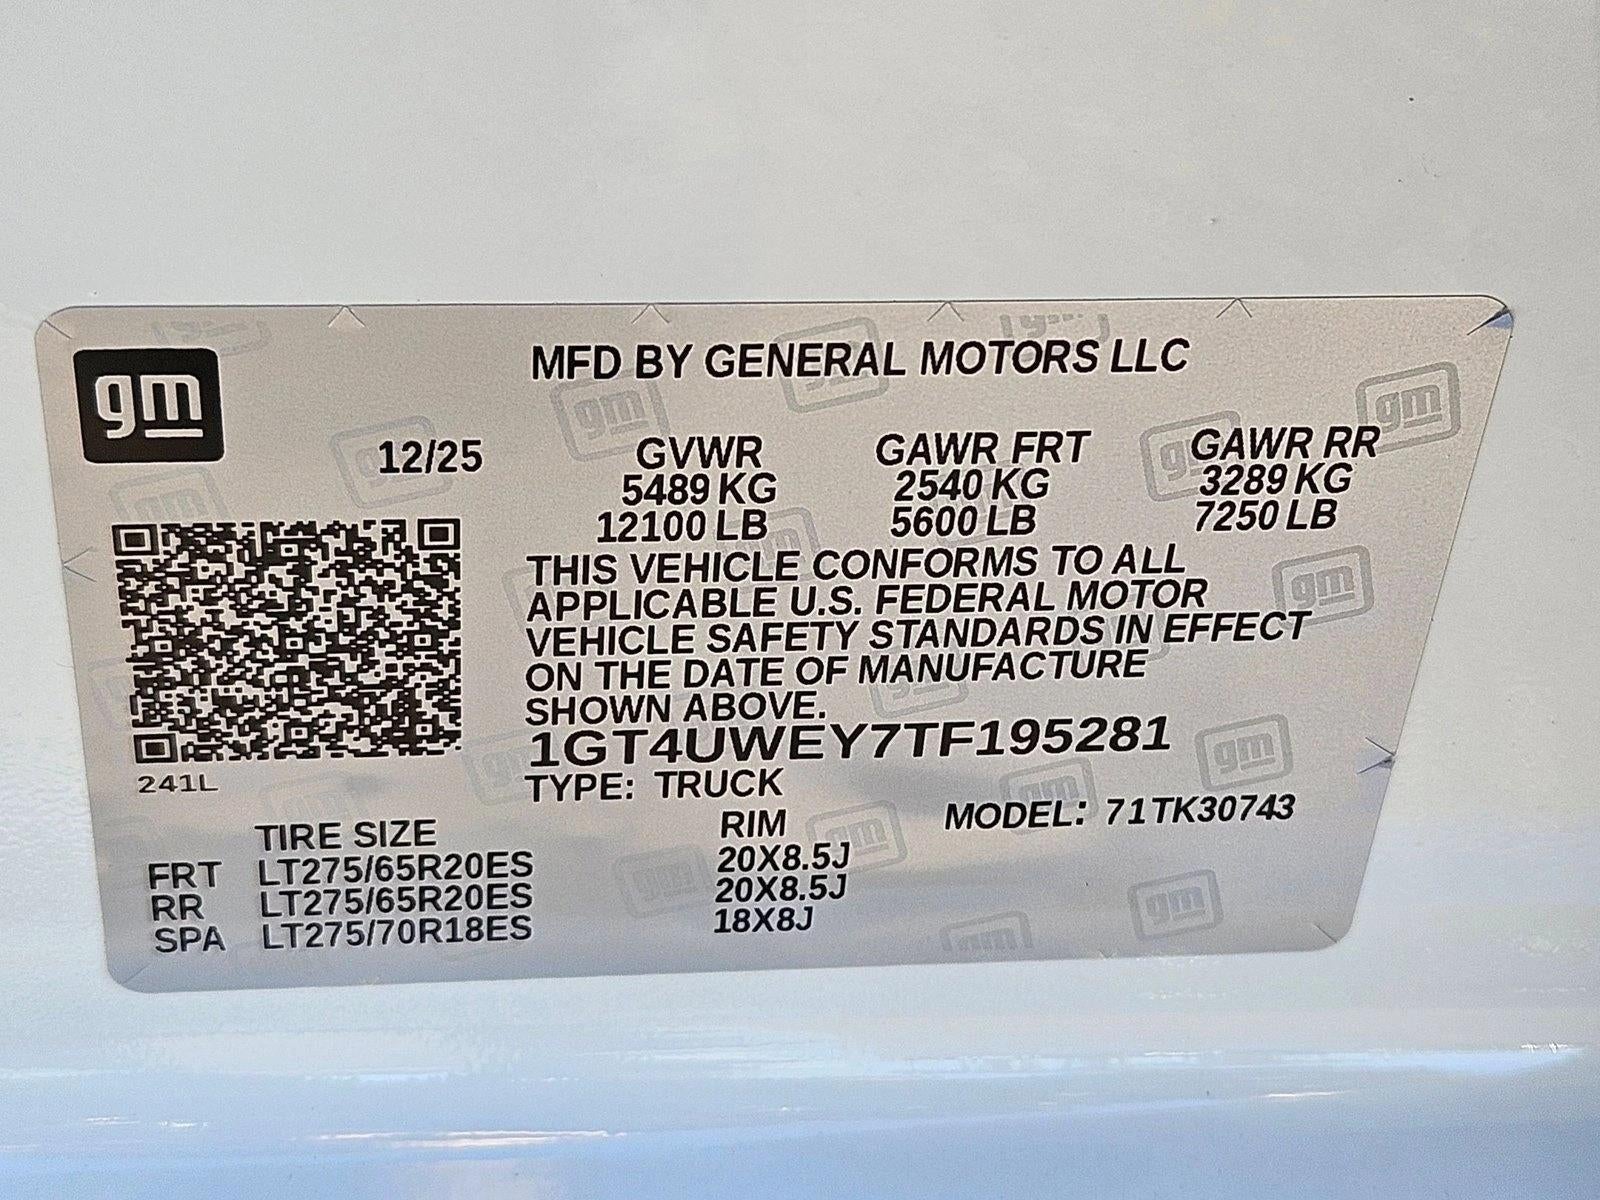 gm
MFD BY GENERAL MOTORS LLC
12/25 GVWR GAWR FRT GAWR RR
5489 KG 2540 KG 3289 KG
12100 LB 5600 LB 7250 LB
THIS VEHICLE CONFORMS TO ALL
APPLICABLE U.S. FEDERAL MOTOR
VEHICLE SAFETY STANDARDS IN EFFECT
ON THE DATE OF MANUFACTURE
SHOWN ABOVE.
1GT4UWEY7TF195281
241L TYPE: TRUCK
MODEL: 71TK30743
TIRE SIZE RIM
FRT LT275/65R20ES 20X8.5J
RR LT275/65R20ES 20X8.5J
SPA LT275/70R18ES 18X8J